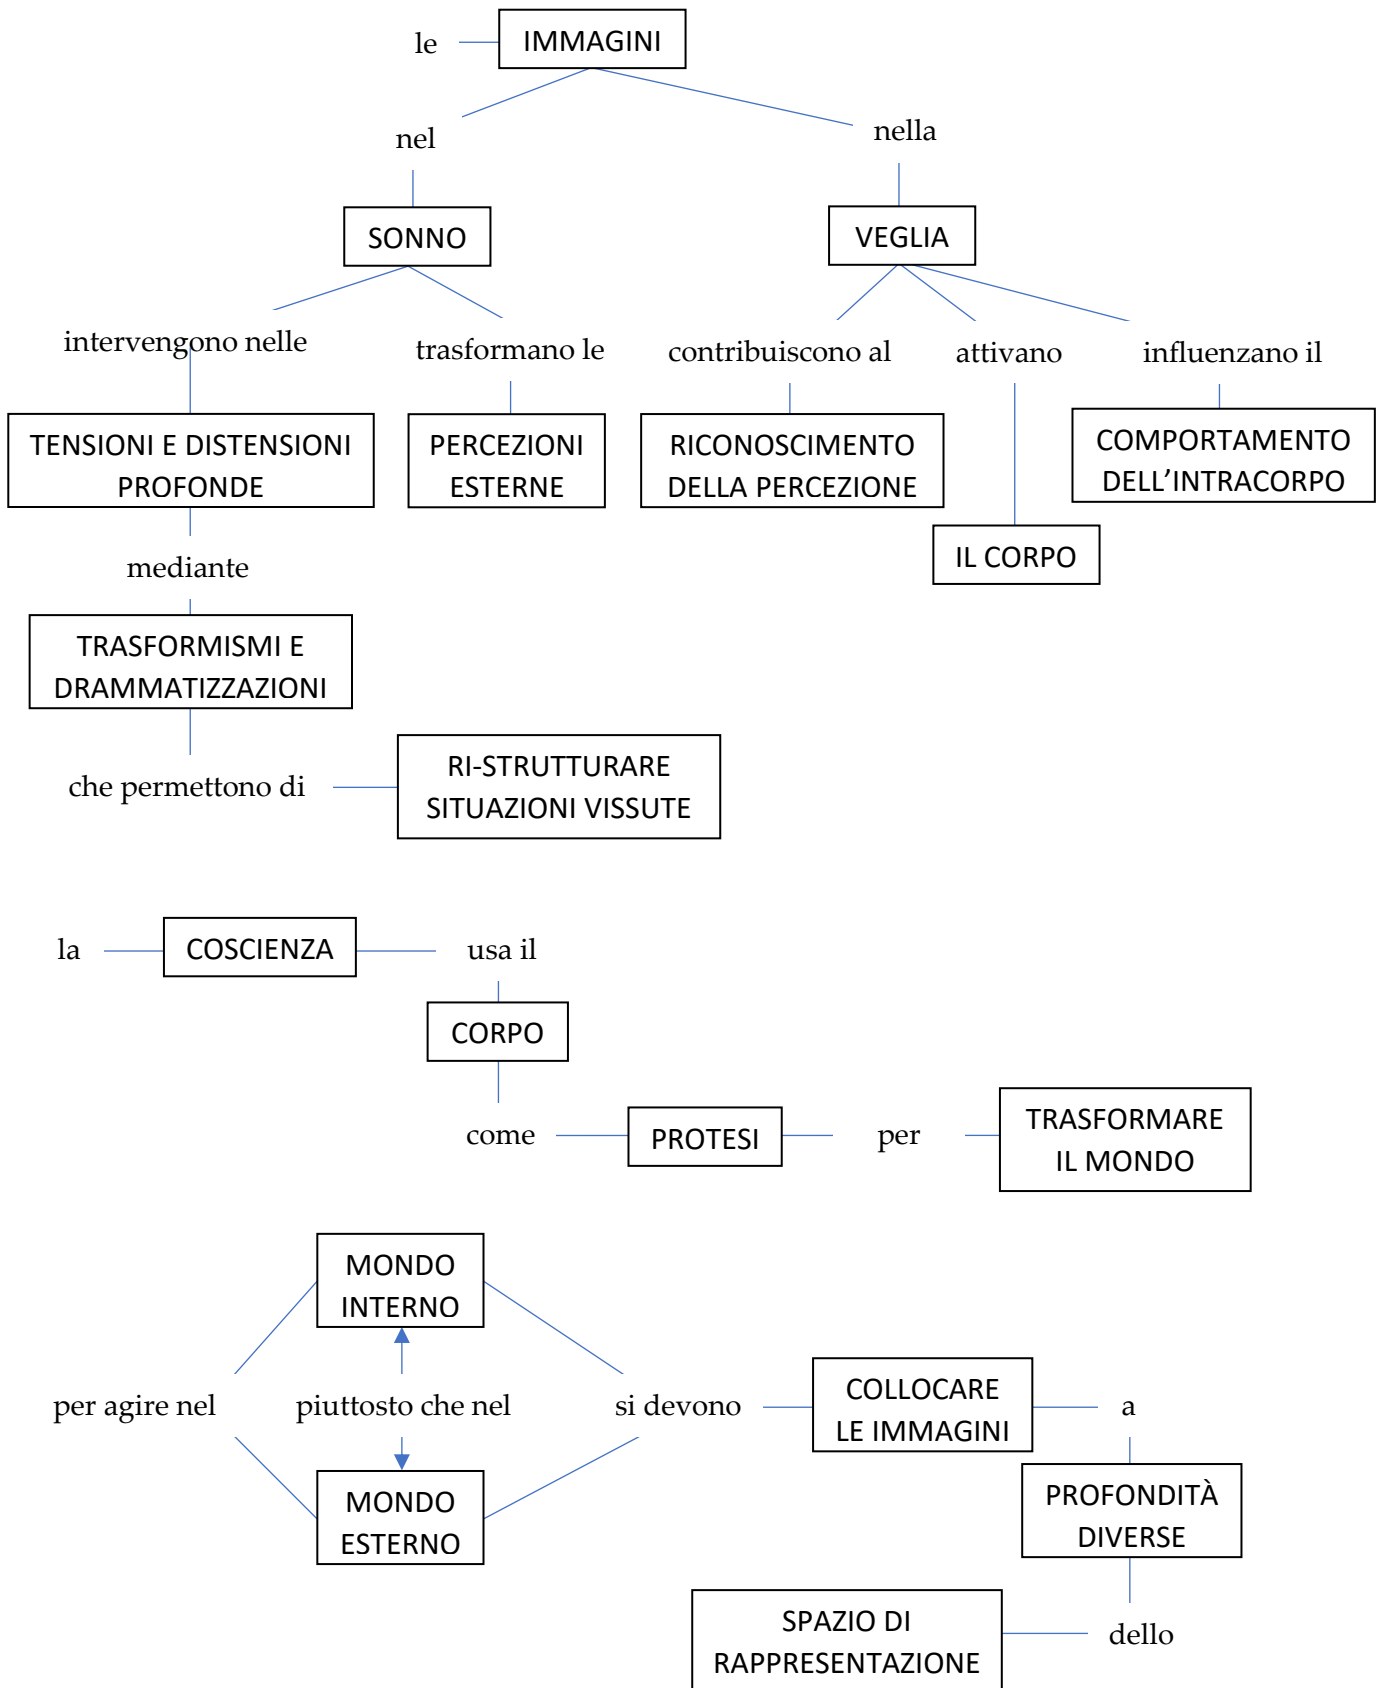 le
IMMAGINI
nel
nella
SONNO
VEGLIA
intervengono nelle
trasformano le
contribuiscono al
attivano
influenzano il
TENSIONI E DISTENSIONI
PROFONDE
PERCEZIONI
ESTERNE
RICONOSCIMENTO
DELLA PERCEZIONE
COMPORTAMENTO
DELL’INTRACORPO
IL CORPO
mediante
TRASFORMISMI E
DRAMMATIZZAZIONI
che permettono di
RI-STRUTTURARE
SITUAZIONI VISSUTE
la
COSCIENZA
usa il
CORPO
come
PROTESI
per
TRASFORMARE
IL MONDO
MONDO
INTERNO
per agire nel
piuttosto che nel
si devono
COLLOCARE
LE IMMAGINI
a
MONDO
ESTERNO
PROFONDITÀ
DIVERSE
dello
SPAZIO DI
RAPPRESENTAZIONE